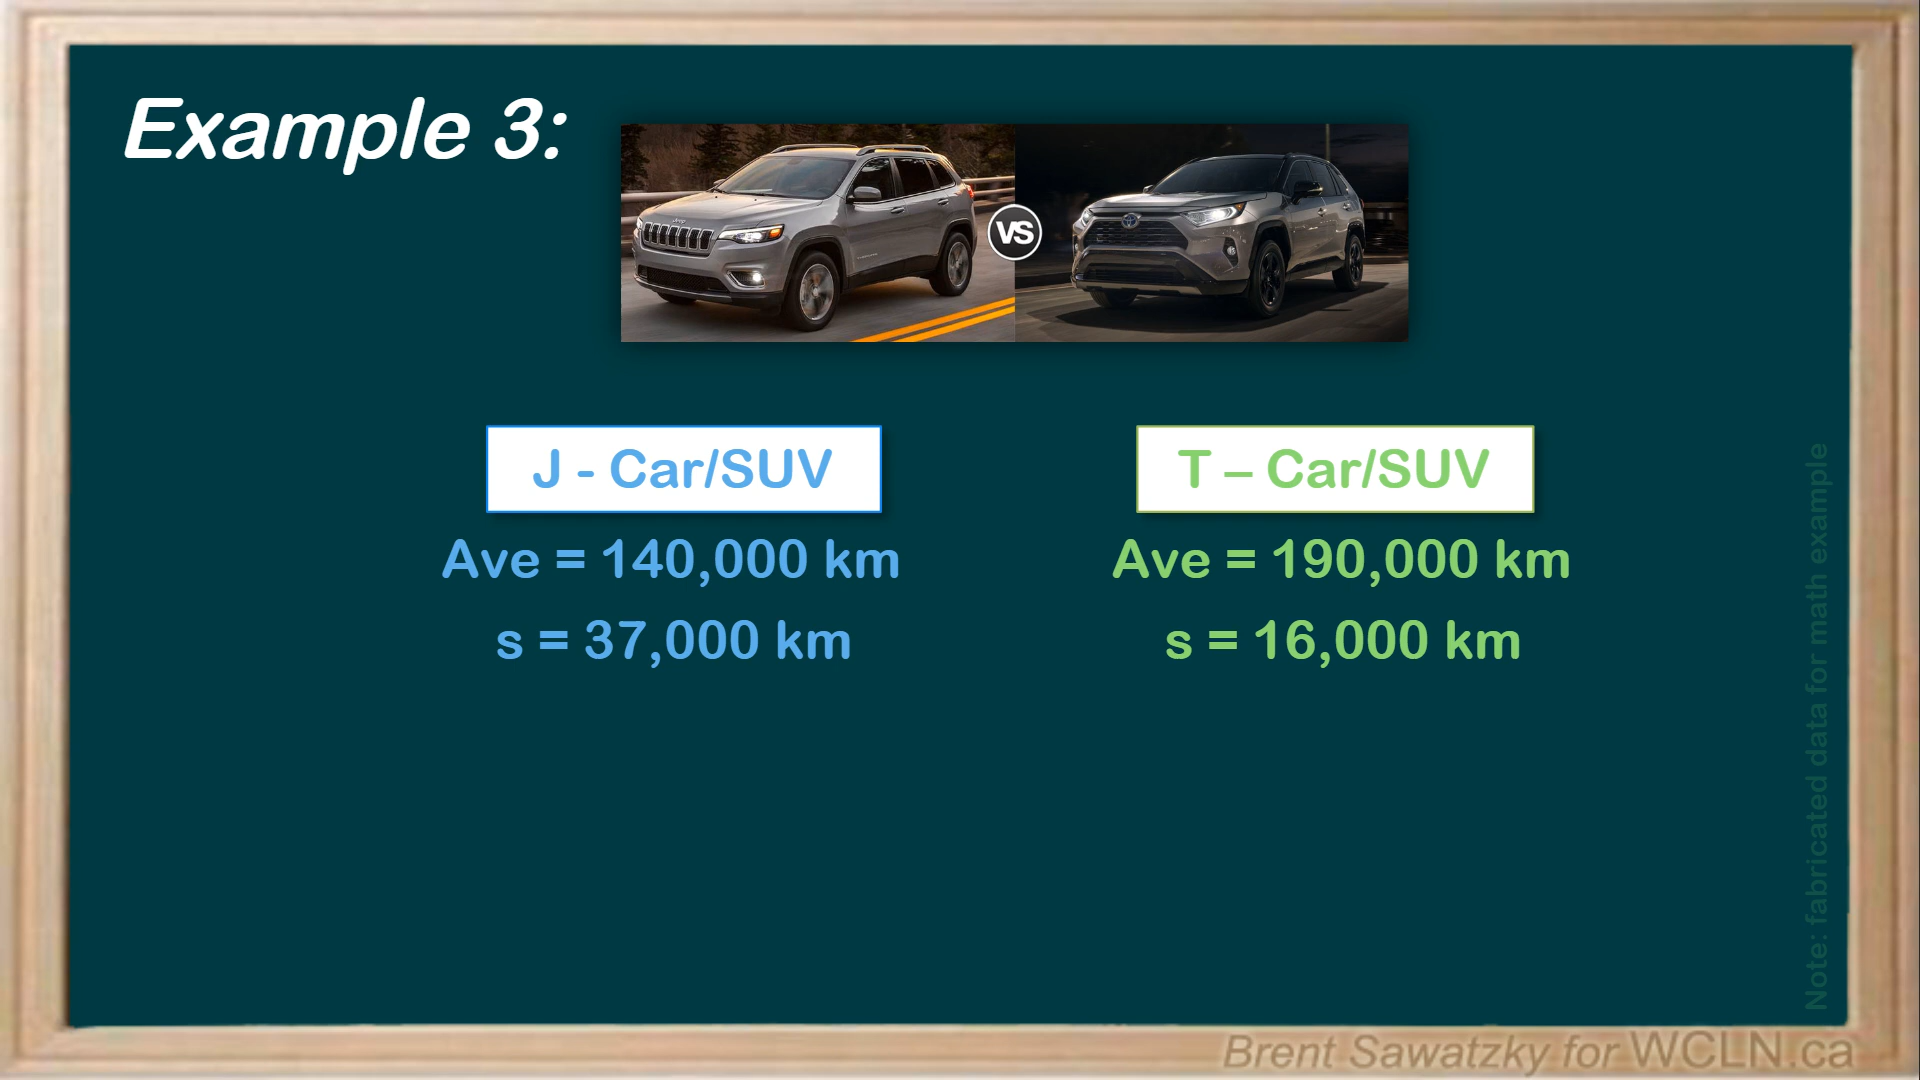 Example 3:
VS
J - Car/SUV
T – Car/SUV
Ave = 140,000 km
Ave = 190,000 km
s = 37,000 km
s = 16,000 km
Note: fabricated data for math example
Brent Sawatzky for WCLN.ca